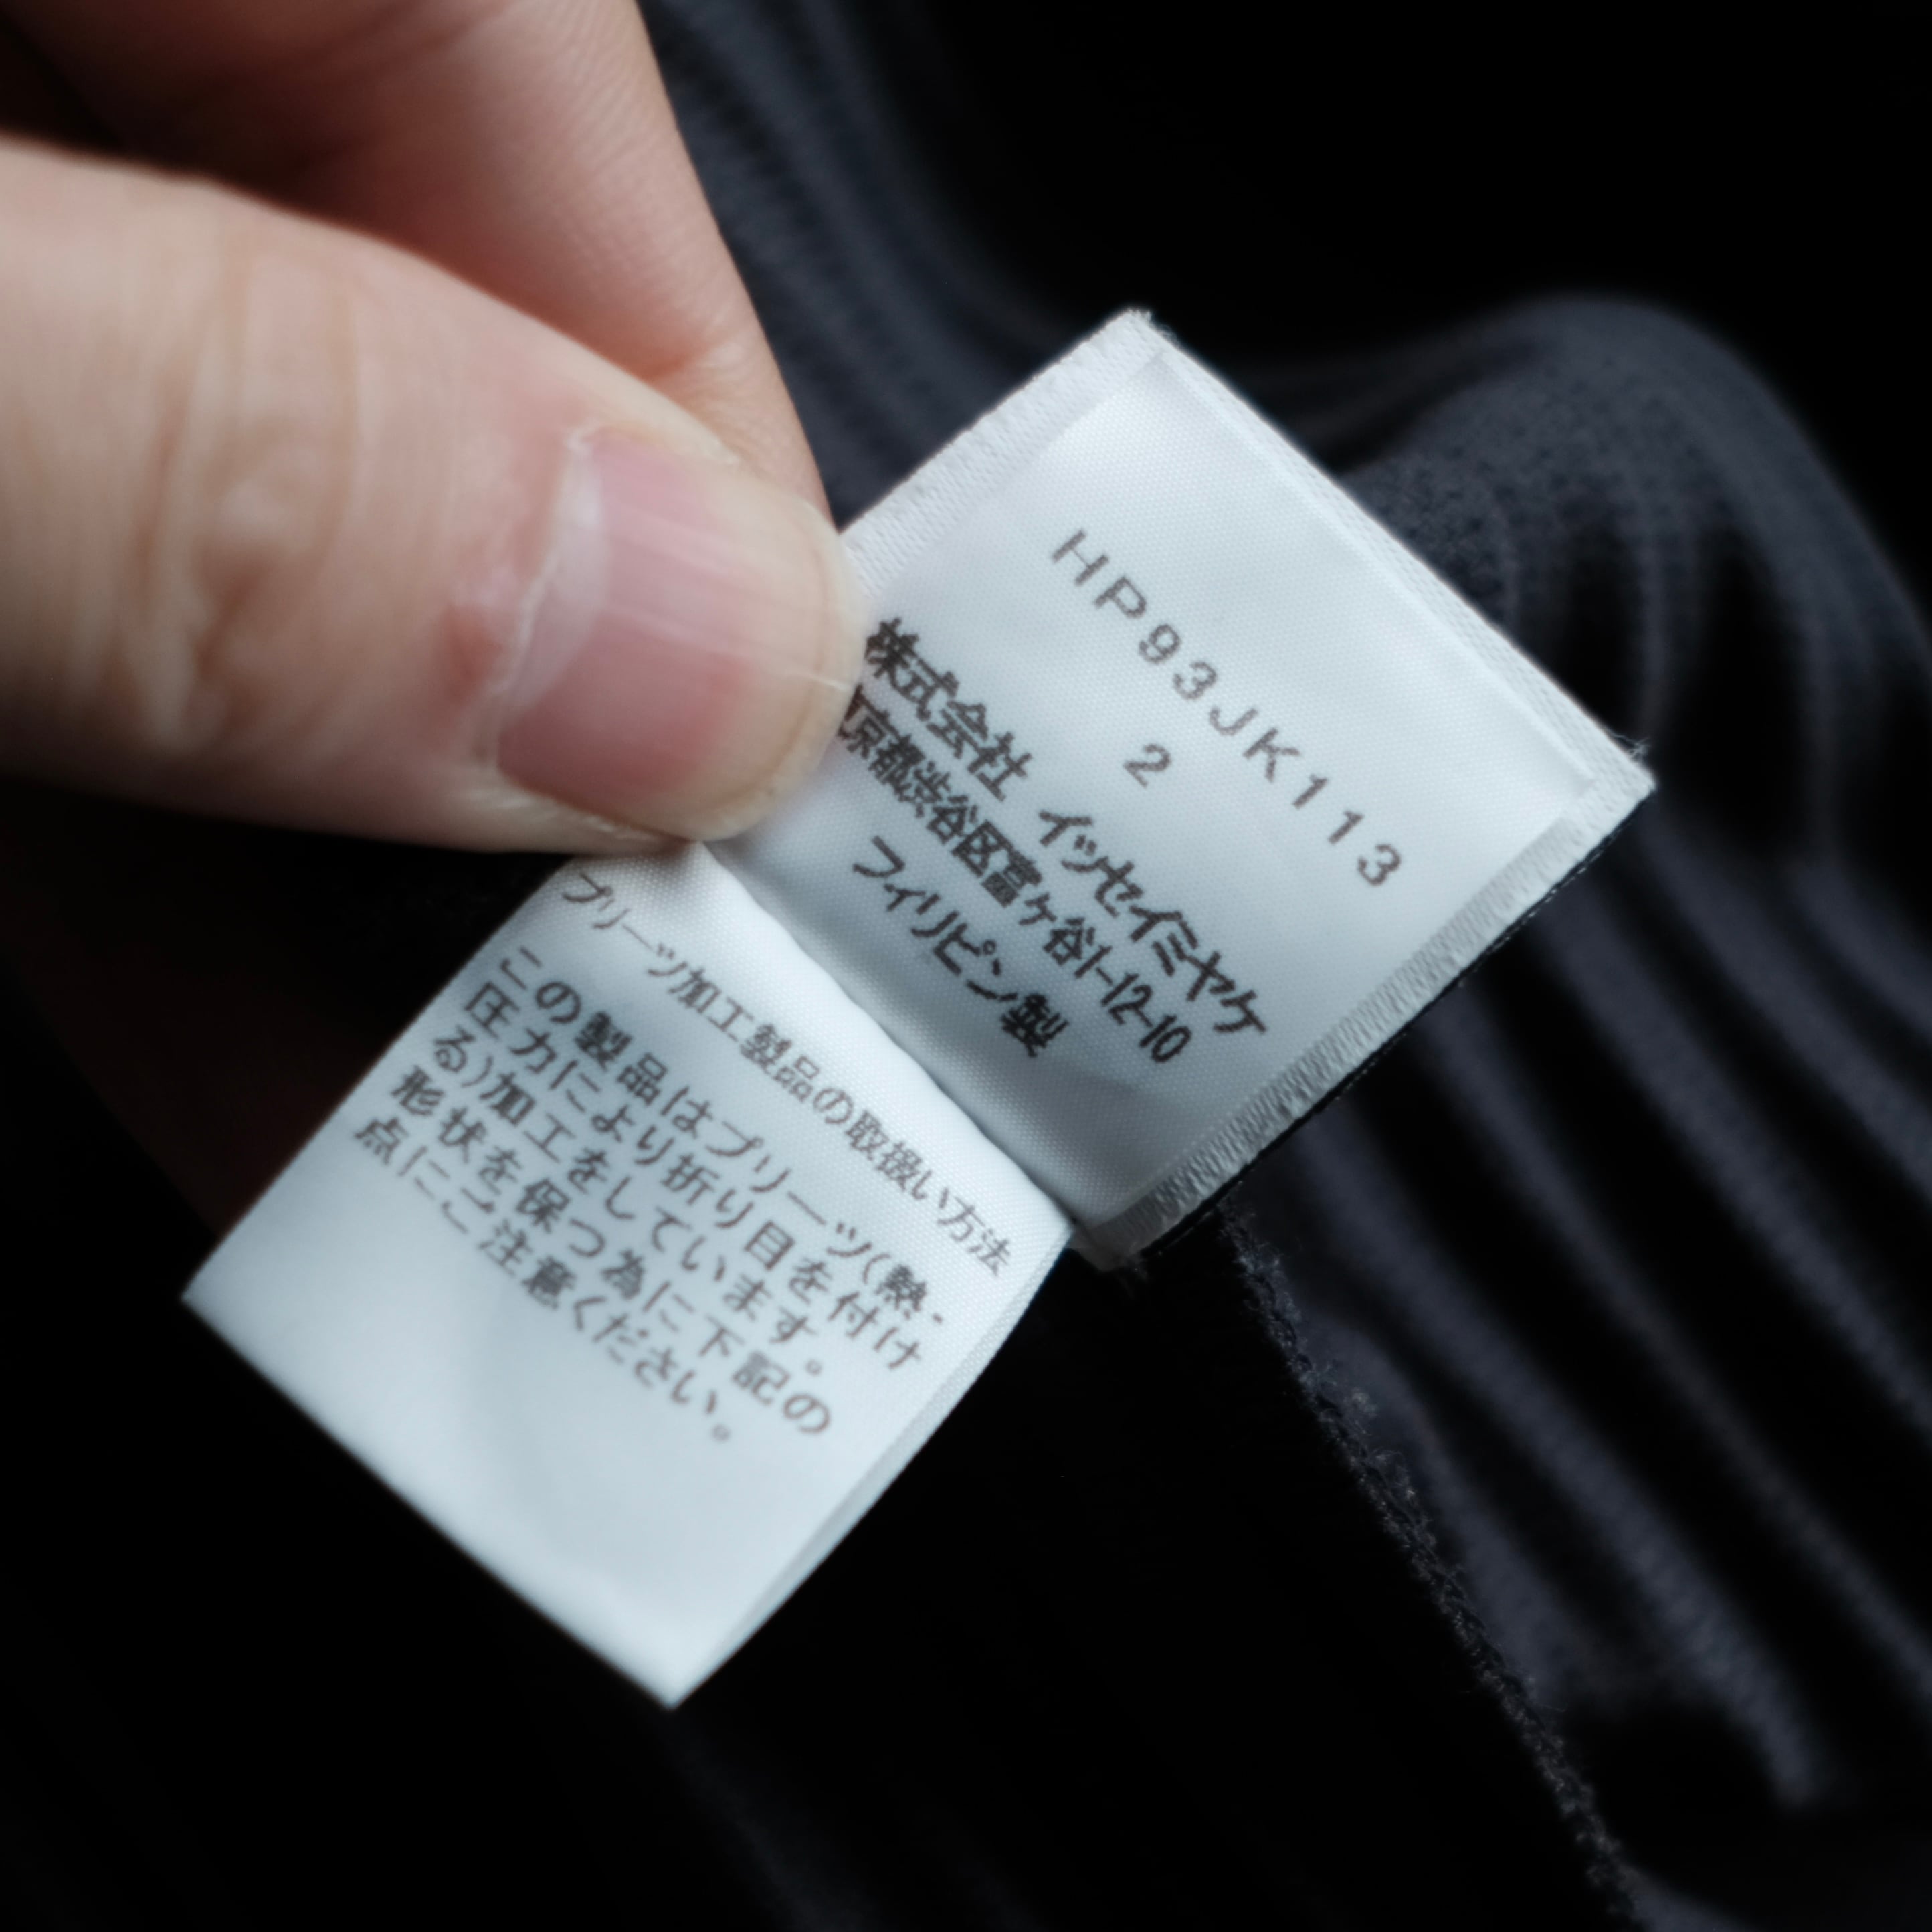 HP93JK113
2
株式会社 イッセイミヤケ
京都渋谷区富ヶ谷1-12-10
フィリピン製
プリーツ加工製品の取扱い方法
この製品はプリーツ(熱・
圧力により折り目を付け
る)加工をしています。
形状を保つ為に下記の
点にご注意ください。